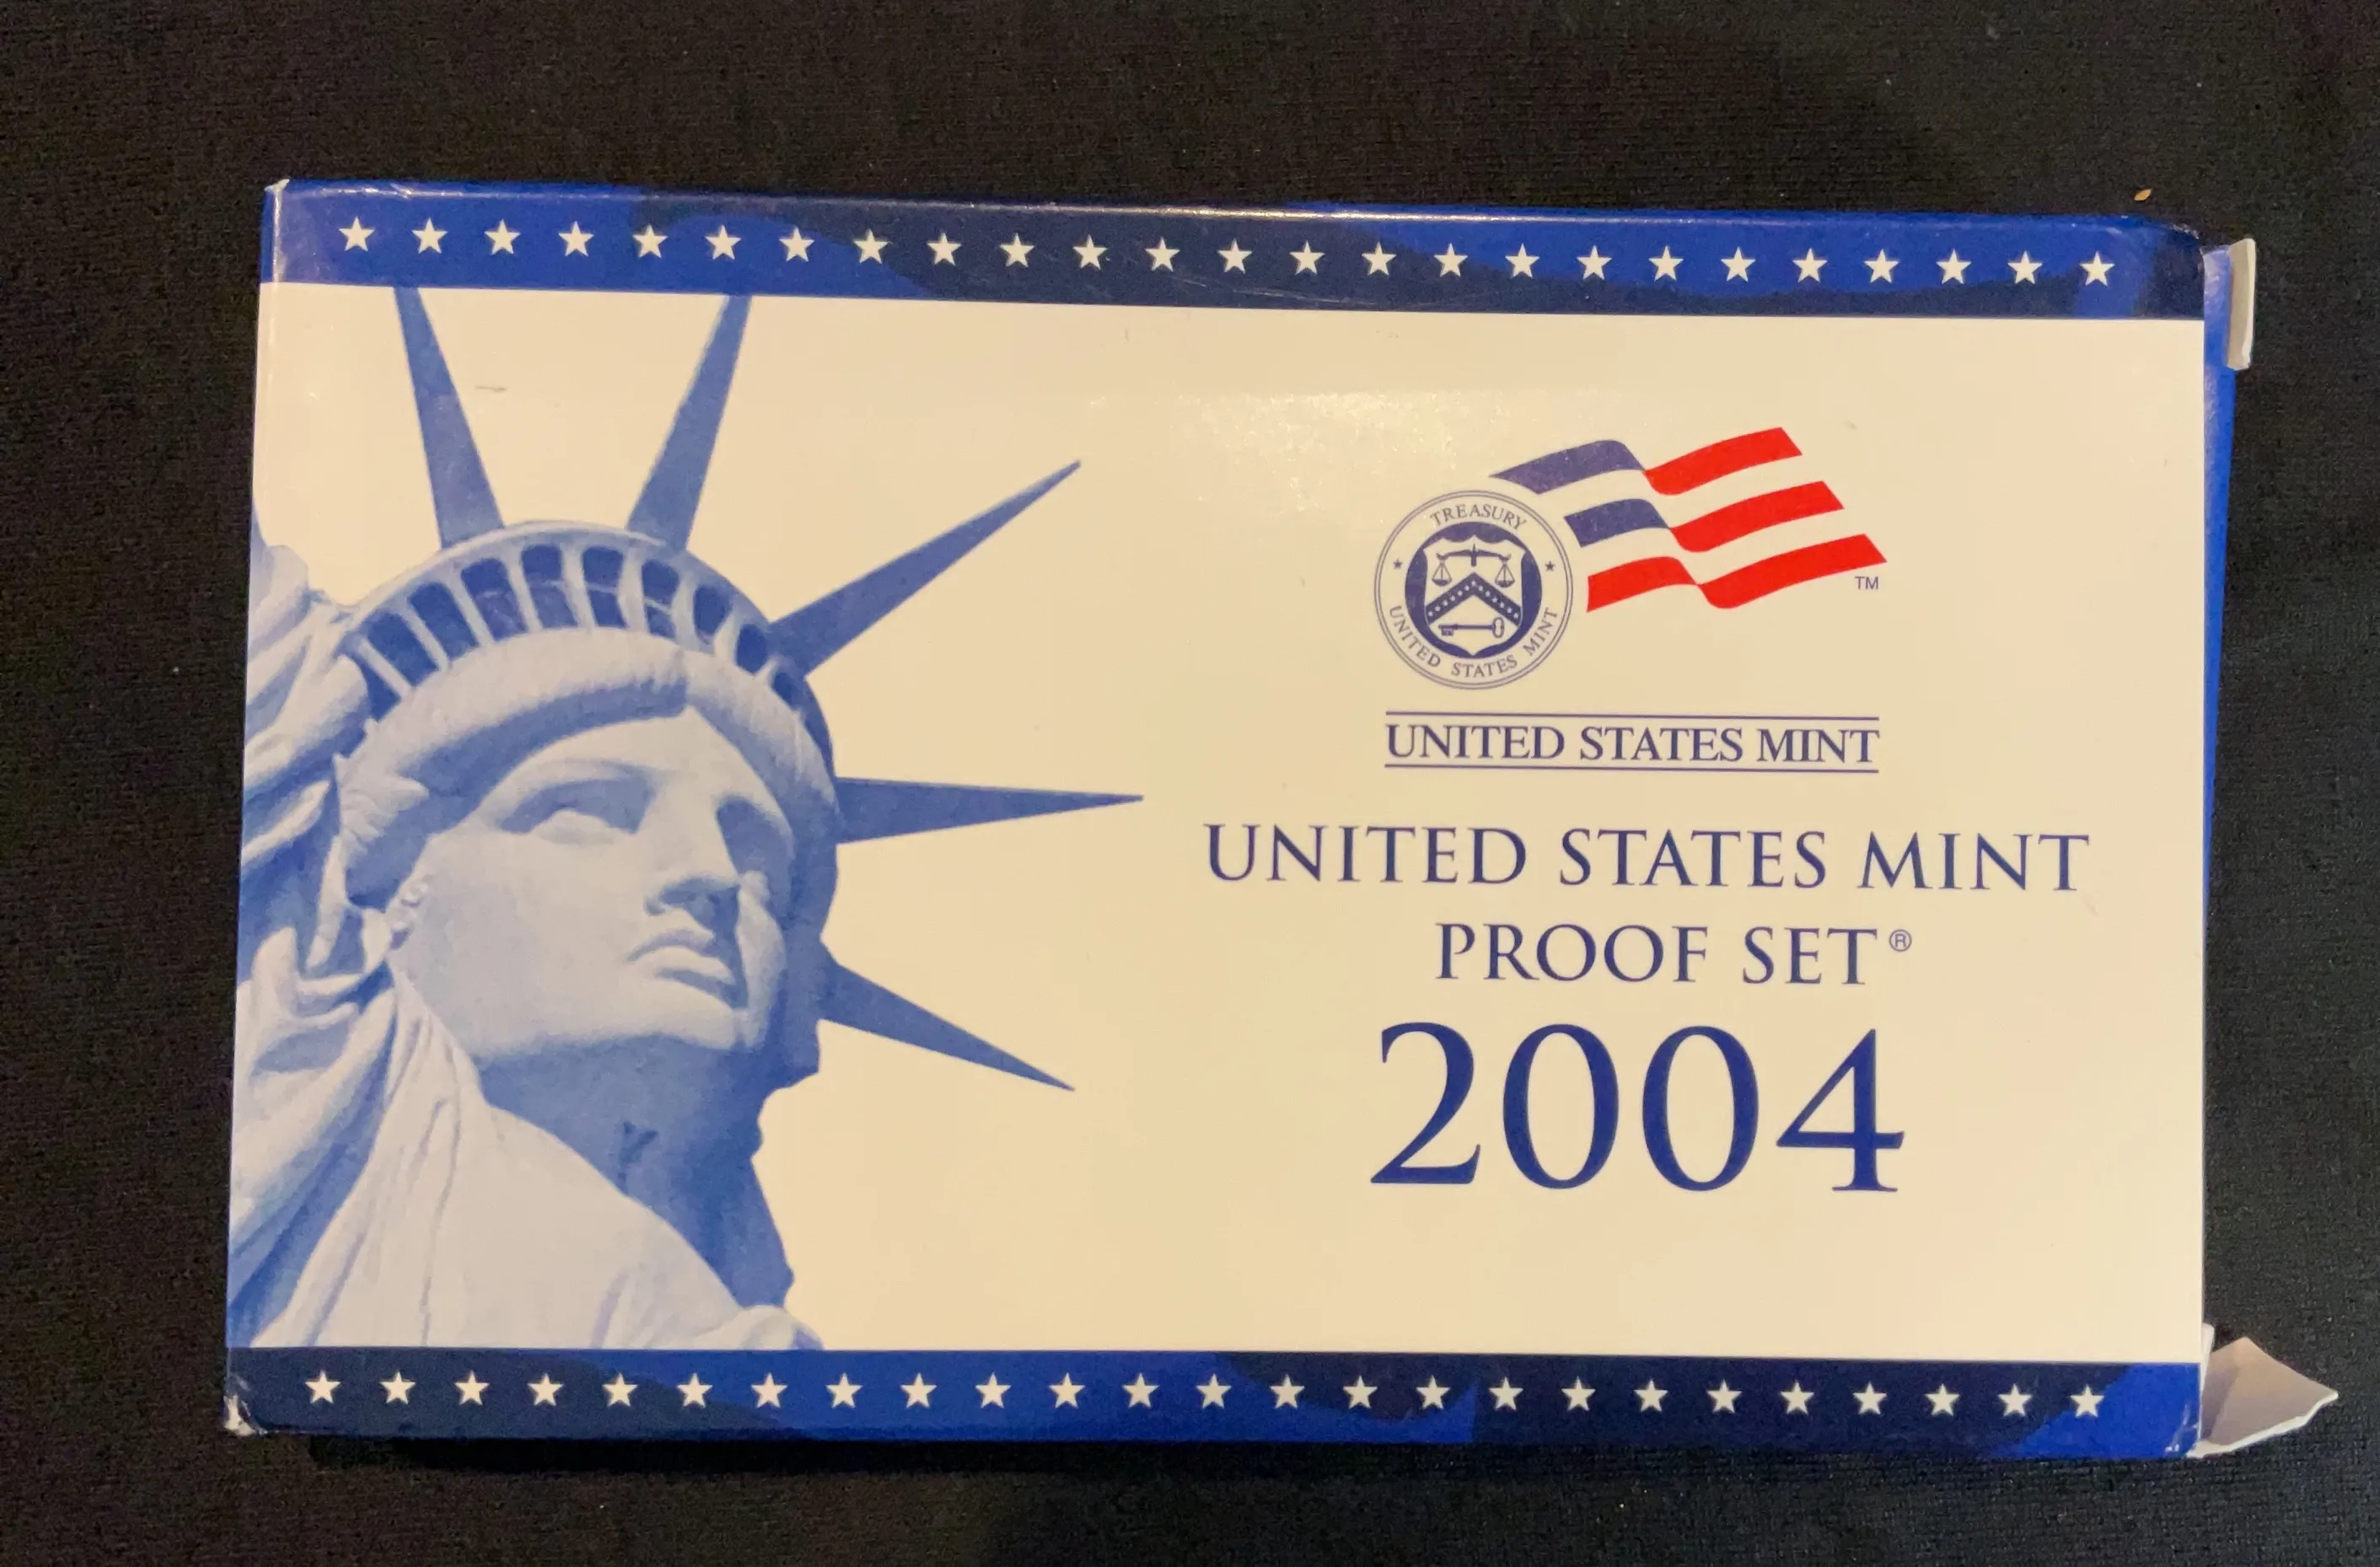 TREASURY
UNITED STATES MINT
TM
UNITED STATES MINT
UNITED STATES MINT
PROOF SET®
2004